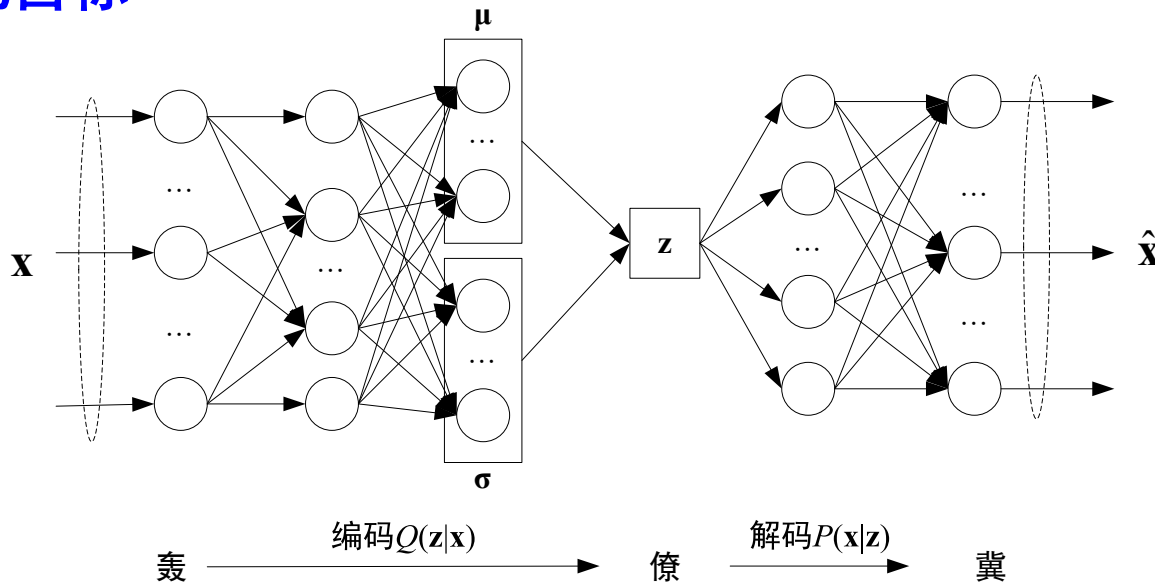 μ
… …
… …
x z x̂
… …
… …
σ
编码Q(z|x) 解码P(x|z)
轰 僚 冀